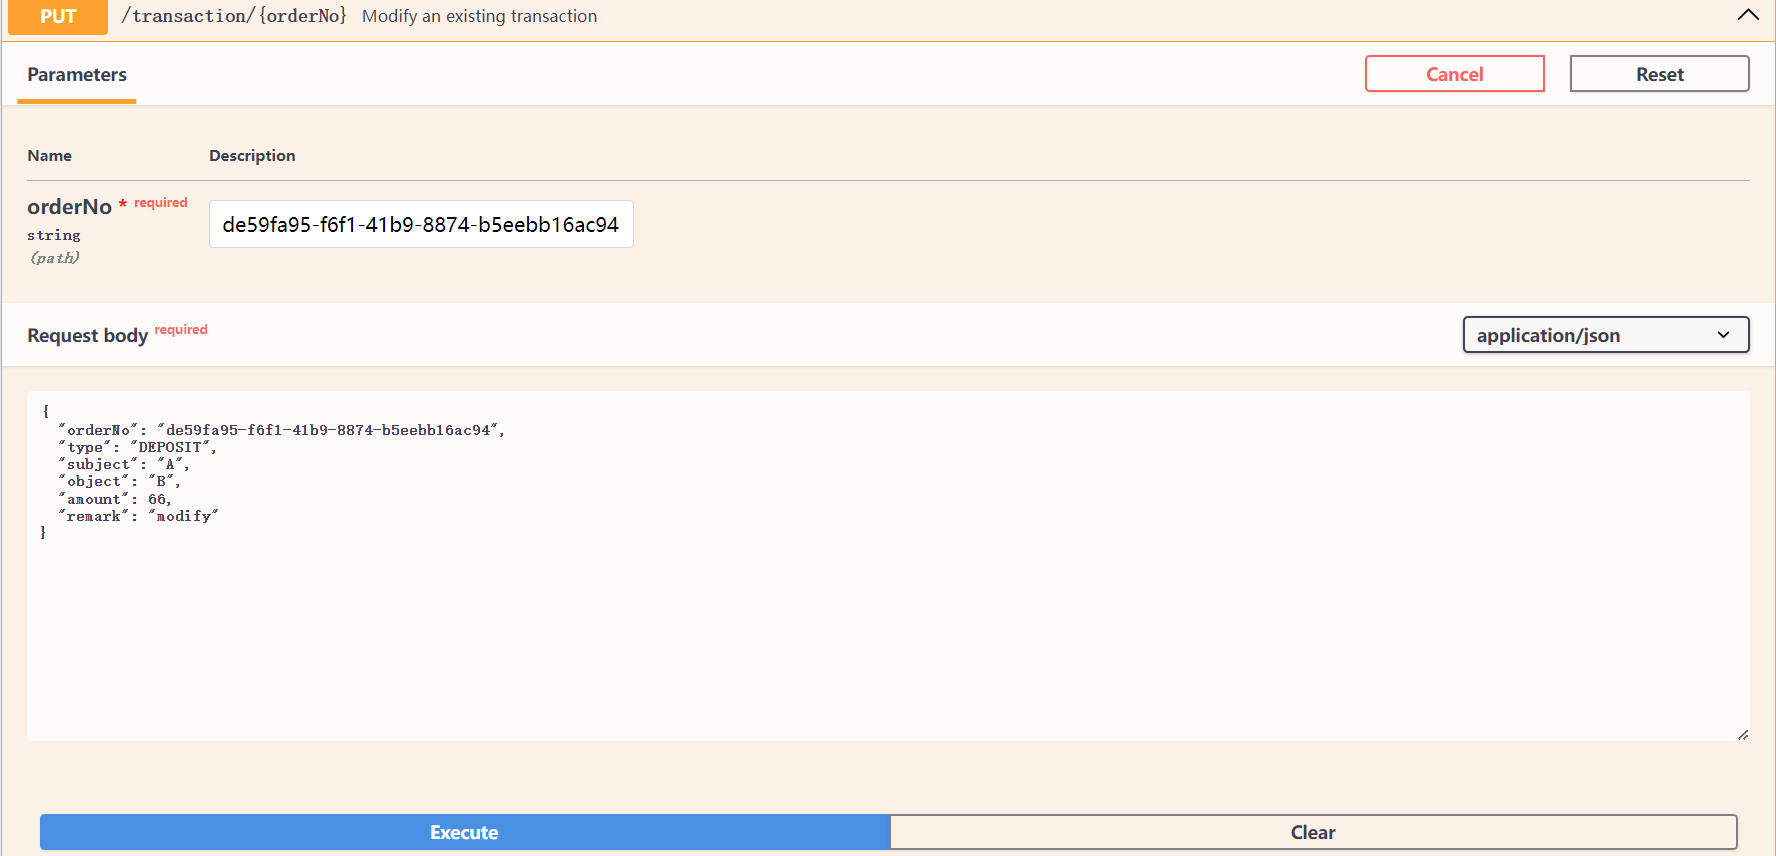 PUT /transaction/{orderNo} Modify an existing transaction
Parameters
Cancel
Reset
Name Description
orderNo * required
string
(path)
de59fa95-f6f1-41b9-8874-b5eebb16ac94
Request body required
application/json
{
"orderNo": "de59fa95-f6f1-41b9-8874-b5eebb16ac94",
"type": "DEPOSIT",
"subject": "A",
"object": "B",
"amount": 66,
"remark": "modify"
}
Execute
Clear